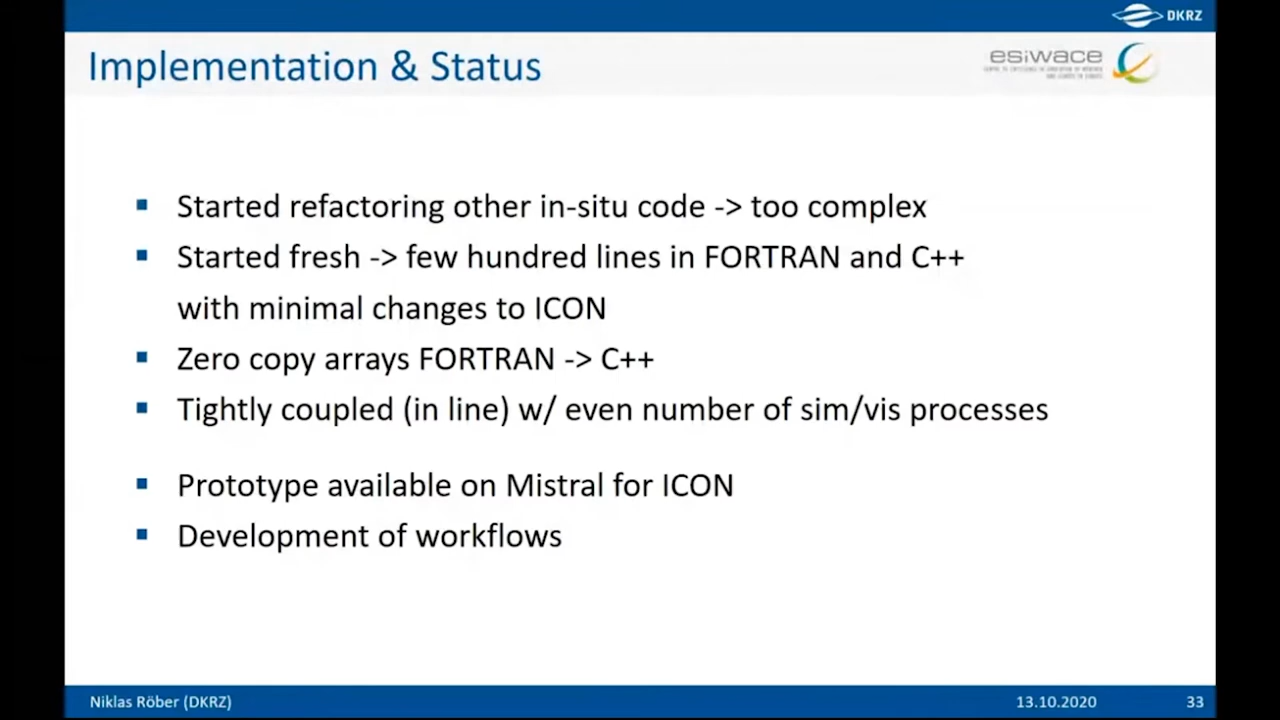 DKRZ
Implementation & Status
esiwace
Started refactoring other in-situ code -> too complex
Started fresh -> few hundred lines in FORTRAN and C++
with minimal changes to ICON
Zero copy arrays FORTRAN -> C++
Tightly coupled (in line) w/ even number of sim/vis processes
Prototype available on Mistral for ICON
Development of workflows
Niklas Röber (DKRZ)
13.10.2020
33